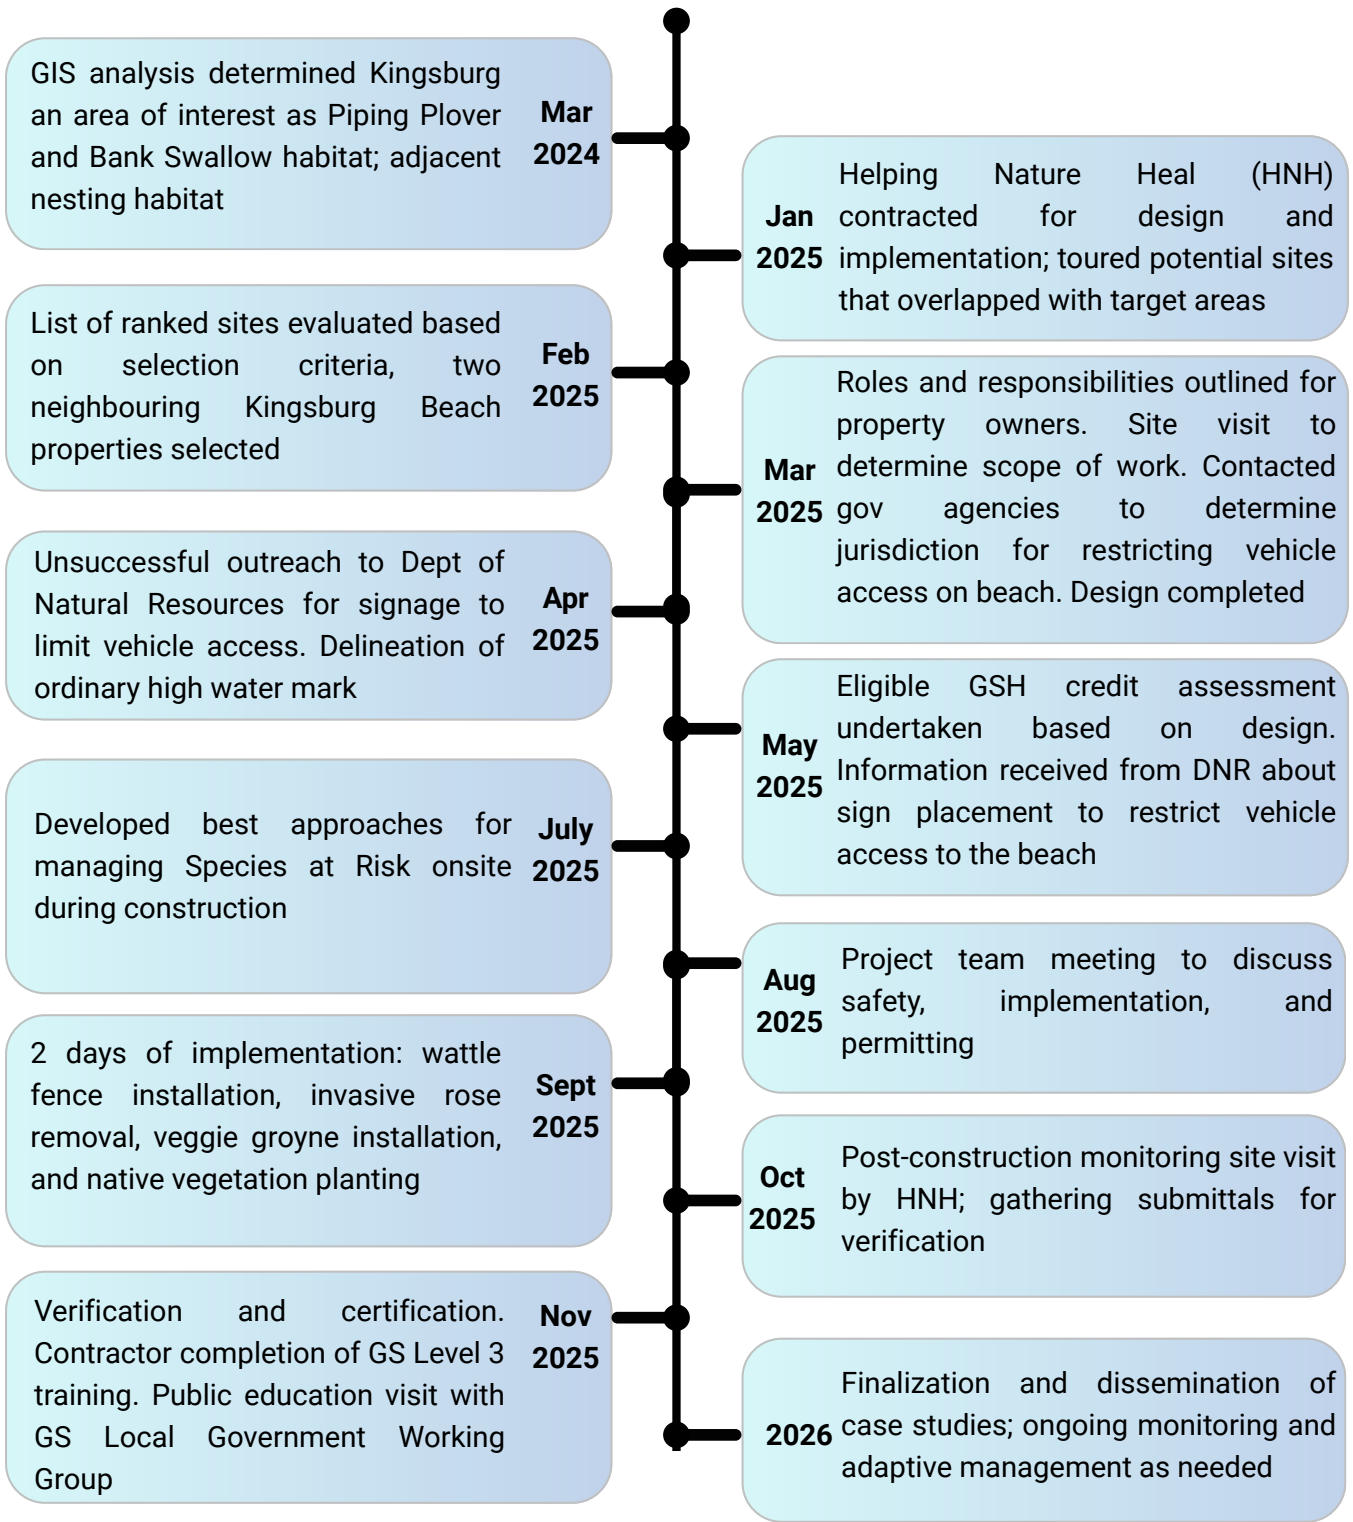 GIS analysis determined Kingsburg
an area of interest as Piping Plover
and Bank Swallow habitat; adjacent
nesting habitat
Mar
2024
Helping Nature Heal (HNH)
contracted for design and
implementation; toured potential sites
that overlapped with target areas
Jan
2025
List of ranked sites evaluated based
on selection criteria, two
neighbouring Kingsburg Beach
properties selected
Feb
2025
Roles and responsibilities outlined for
property owners. Site visit to
determine scope of work. Contacted
gov agencies to determine
jurisdiction for restricting vehicle
access on beach. Design completed
Mar
2025
Unsuccessful outreach to Dept of
Natural Resources for signage to
limit vehicle access. Delineation of
ordinary high water mark
Apr
2025
Eligible GSH credit assessment
undertaken based on design.
Information received from DNR about
sign placement to restrict vehicle
access to the beach
May
2025
Developed best approaches for
managing Species at Risk onsite
during construction
July
2025
Project team meeting to discuss
safety, implementation, and
permitting
Aug
2025
2 days of implementation: wattle
fence installation, invasive rose
removal, veggie groyne installation,
and native vegetation planting
Sept
2025
Post-construction monitoring site visit
by HNH; gathering submittals for
verification
Oct
2025
Verification and certification.
Contractor completion of GS Level 3
training. Public education visit with
GS Local Government Working
Group
Nov
2025
Finalization and dissemination of
case studies; ongoing monitoring and
adaptive management as needed
2026